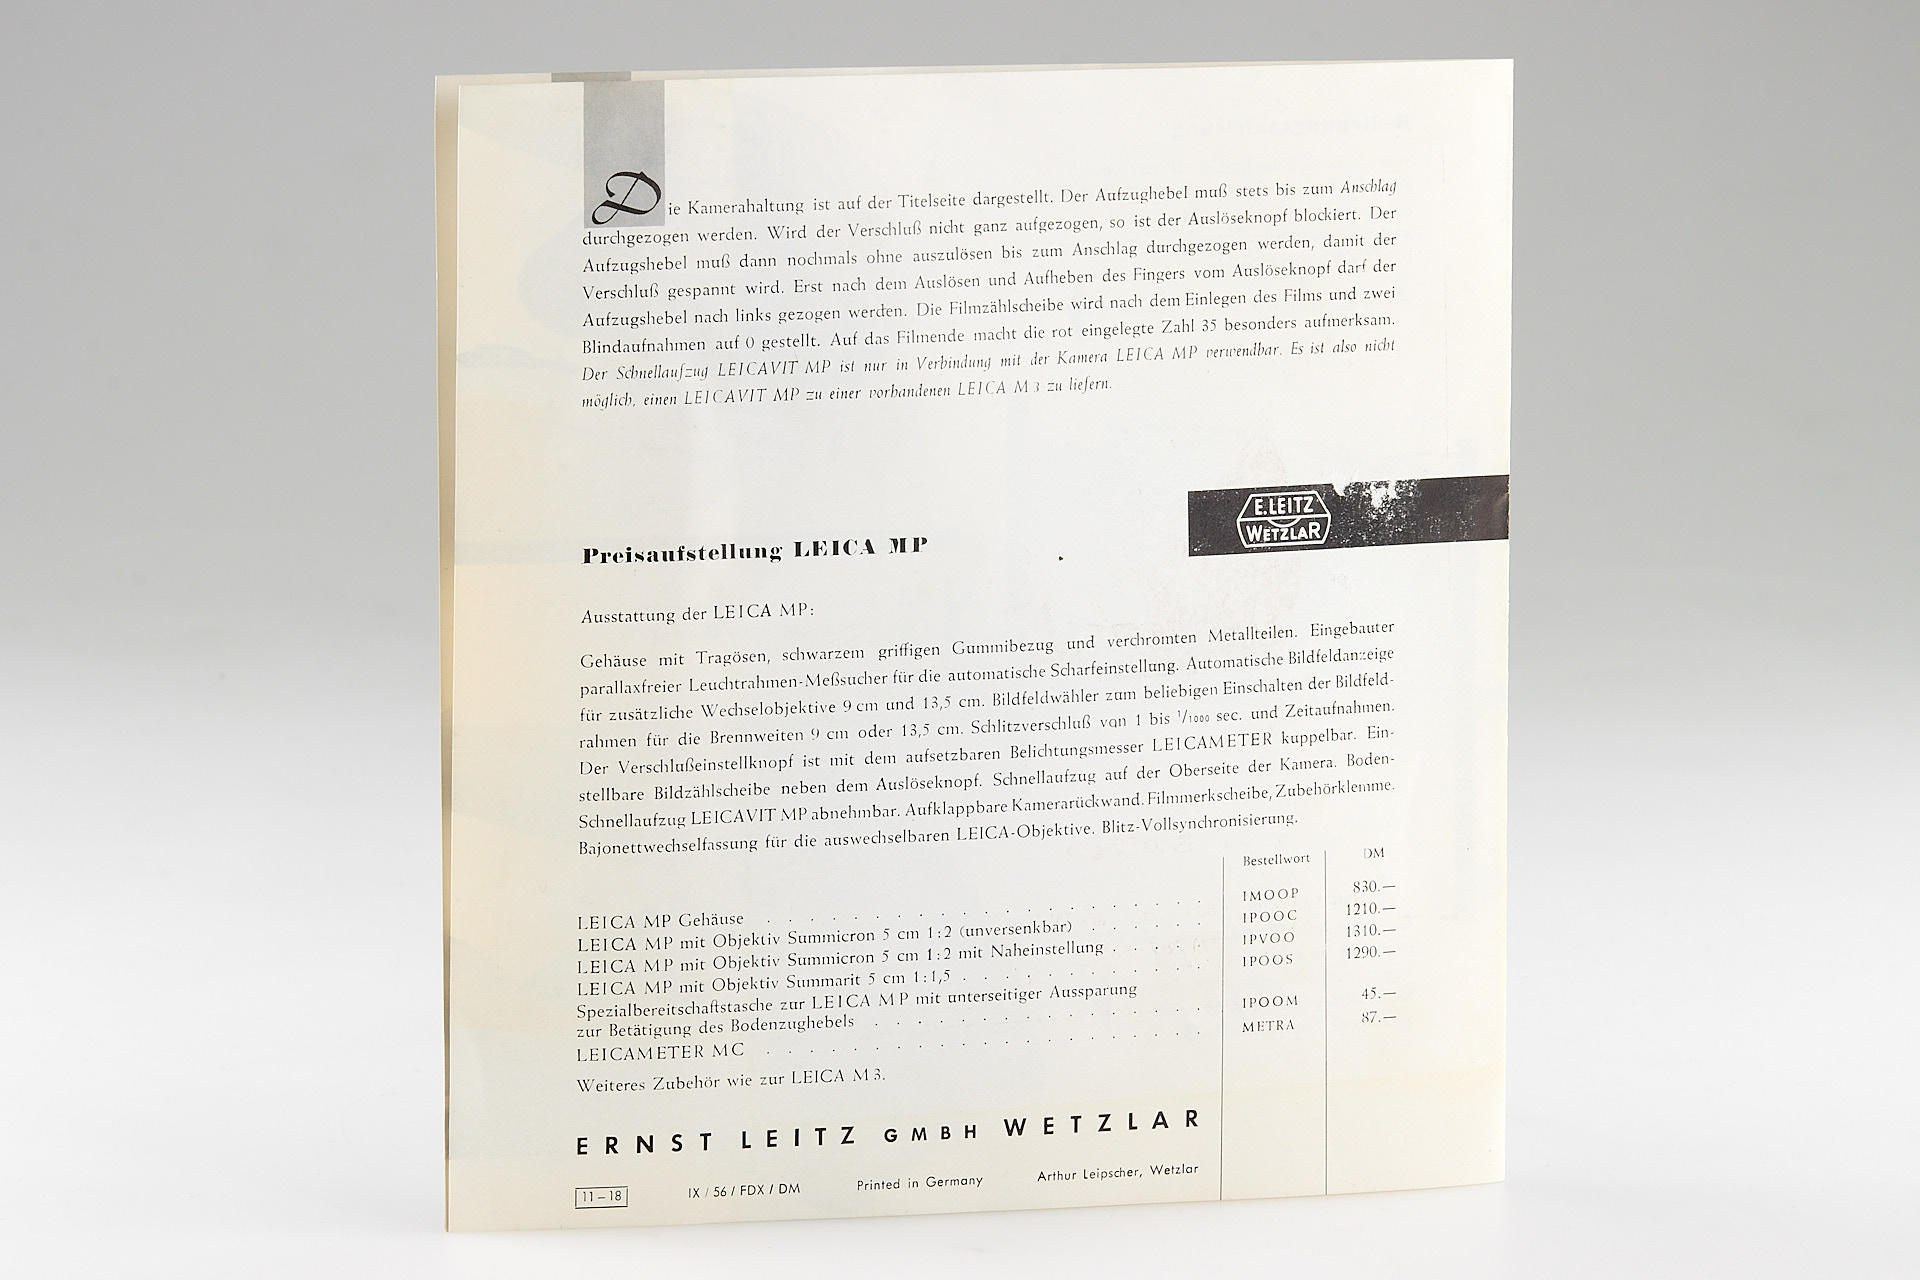 Die Kamerahaltung ist auf der Titelseite dargestellt. Der Aufzughebel muß stets bis zum Anschlag
durchgezogen werden. Wird der Verschluß nicht ganz aufgezogen, so ist der Auslöseknopf blockiert. Der
Aufzugshebel muß dann nochmals ohne auszulösen bis zum Anschlag durchgezogen werden, damit der
Verschluß gespannt wird. Erst nach dem Auslösen und Aufheben des Fingers vom Auslöseknopf darf der
Aufzugshebel nach links gezogen werden. Die Filmzählscheibe wird nach dem Einlegen des Films und zwei
Blindaufnahmen auf 0 gestellt. Auf das Filmende macht die rot eingelegte Zahl 35 besonders aufmerksam.
Der Schnellaufzug LEICAVIT MP ist nur in Verbindung mit der Kamera LEICA MP verwendbar. Es ist also nicht
möglich, einen LEICAVIT MP zu einer vorhandenen LEICA M 3 zu liefern.
E. LEITZ
WETZLAR
Preisaufstellung LEICA MP
Ausstattung der LEICA MP:
Gehäuse mit Tragösen, schwarzem griffigen Gummibezug und verchromten Metallteilen. Eingebauter
parallaxfreier Leuchtrahmen-Meßsucher für die automatische Scharfeinstellung. Automatische Bildfeldanzeige
für zusätzliche Wechselobjektive 9 cm und 13,5 cm. Bildfeldwähler zum beliebigen Einschalten der Bildfeld-
rahmen für die Brennweiten 9 cm oder 13,5 cm. Schlitzverschluß von 1 bis 1/1000 sec. und Zeitaufnahmen.
Der Verschlußeinstellknopf ist mit dem aufsetzbaren Belichtungsmesser LEICAMETER kuppelbar. Ein-
stellbare Bildzählscheibe neben dem Auslöseknopf. Schnellaufzug auf der Oberseite der Kamera. Boden-
Schnellaufzug LEICAVIT MP abnehmbar. Aufklappbare Kamerarückwand. Filmmerkscheibe, Zubehörklemme.
Bajonettwechselfassung für die auswechselbaren LEICA-Objektive. Blitz-Vollsynchronisierung.
Bestellwort DM
LEICA MP Gehäuse . . . . . IMOOP 830.—
LEICA MP mit Objektiv Summicron 5 cm 1:2 (unversenkbar) . . . . . IPOOC 1210.—
LEICA MP mit Objektiv Summicron 5 cm 1:2 mit Naheinstellung . . . . . IPVOO 1310.—
LEICA MP mit Objektiv Summarit 5 cm 1:1,5 . . . . . IPOOS 1290.—
Spezialbereitschaftstasche zur LEICA MP mit unterseitiger Aussparung
zur Betätigung des Bodenzughebels . . . . . IPOOM 45.—
LEICAMETER MC . . . . . METRA 87.—
Weiteres Zubehör wie zur LEICA M 3.
ERNST LEITZ GMBH WETZLAR
11–18 IX / 56 / FDX / DM Printed in Germany Arthur Leipscher, Wetzlar